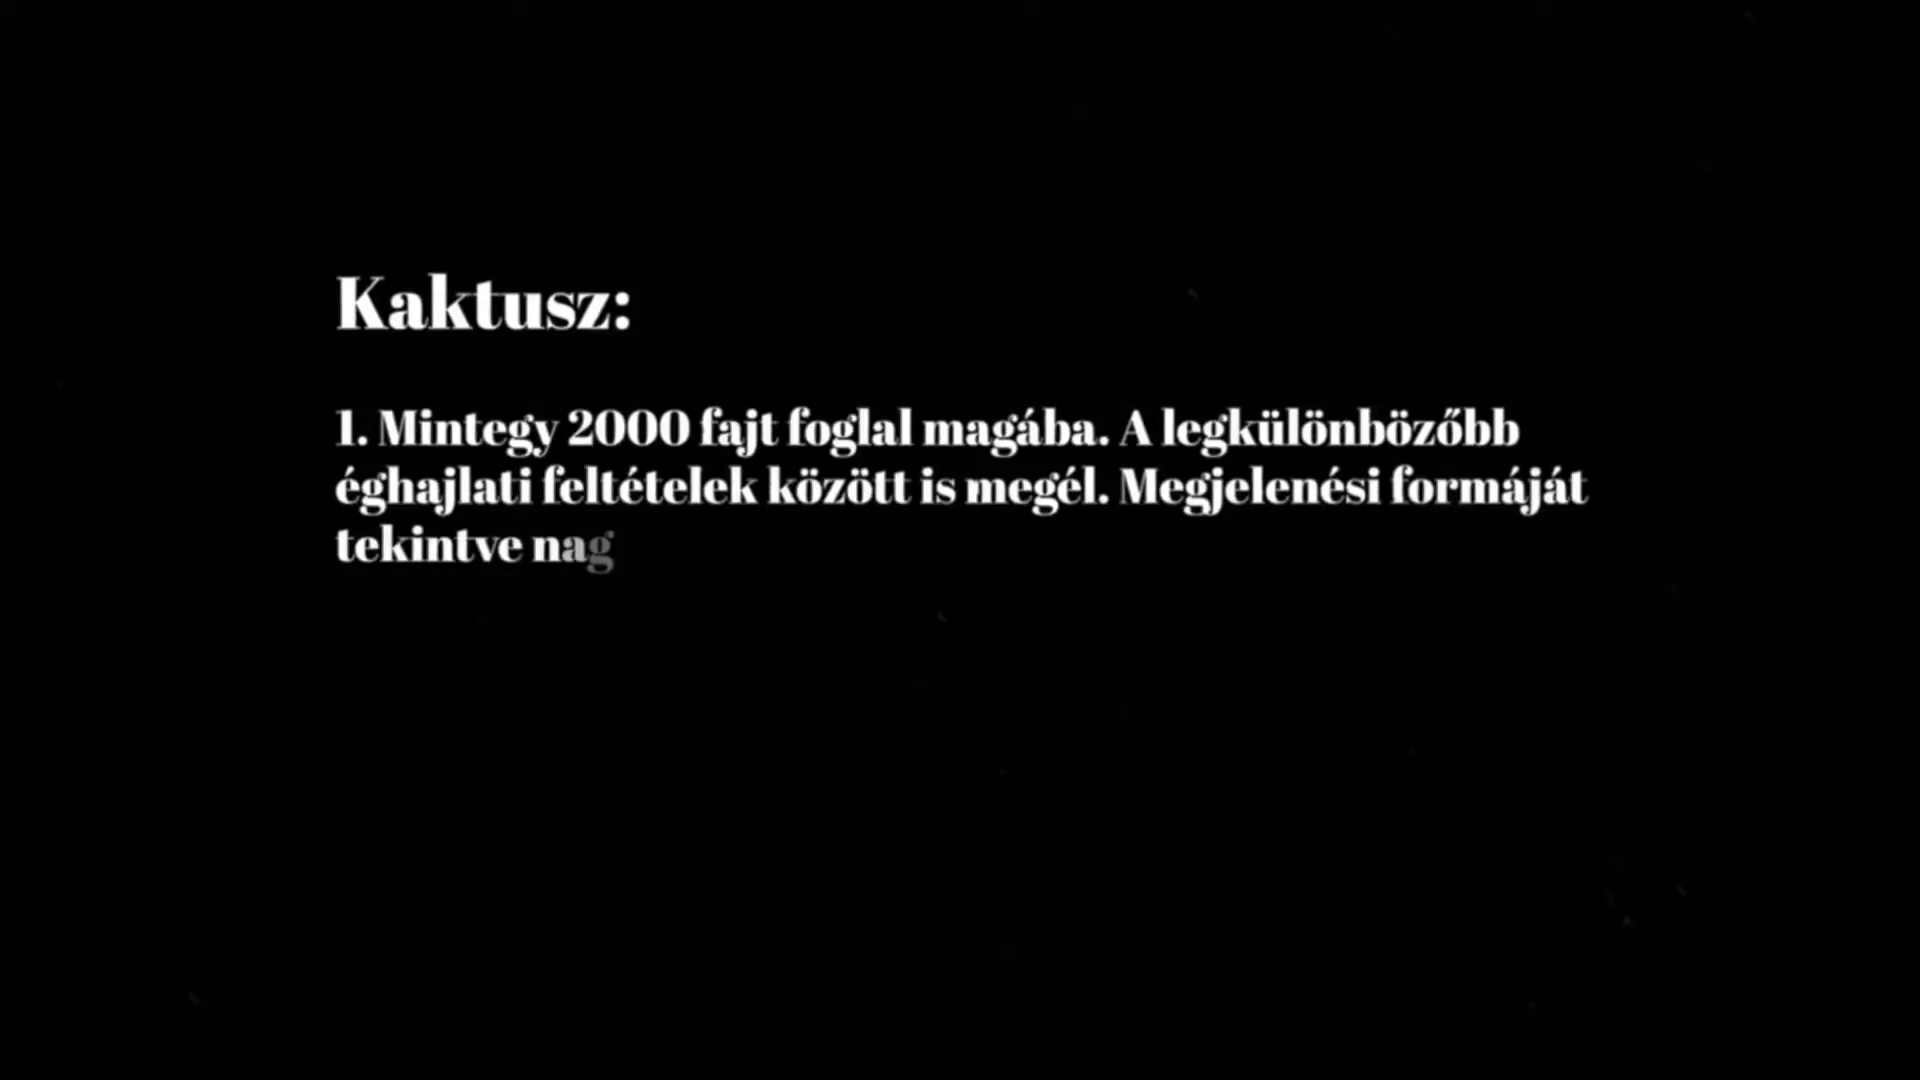 Kaktusz:
1. Mintegy 2000 fajt foglal magába. A legkülönbözőbb
éghajlati feltételek között is megél. Megjelenési formáját
tekintve nag